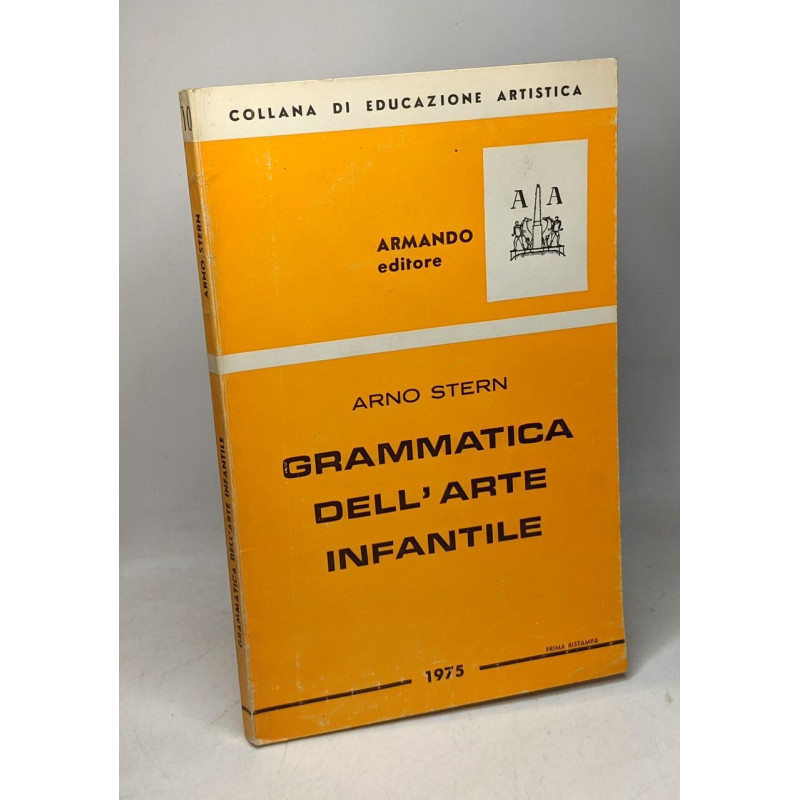 COLLANA DI EDUCAZIONE ARTISTICA
A A
ARMANDO
editore
ARNO STERN
GRAMMATICA
DELL'ARTE
INFANTILE
PRIMA RISTAMPA
1975
10
ARNO STERN
GRAMMATICA DELL'ARTE INFANTILE